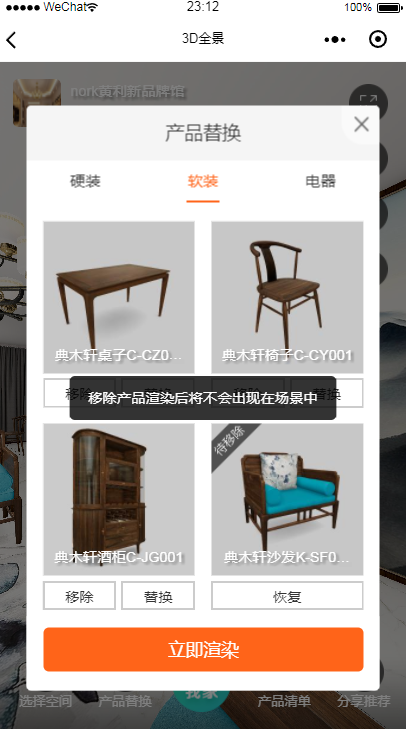 WeChat
23:12
100%
3D全景
nork黄利新品牌馆
产品替换
硬装
软装
电器
典木轩桌子C-CZ0...
典木轩椅子C-CY001
移除
替换
移除产品渲染后将不会出现在场景中
待移除
典木轩酒柜C-JG001
典木轩沙发K-SF0...
移除
替换
恢复
立即渲染
选择空间
产品替换
我家
产品清单
分享推荐